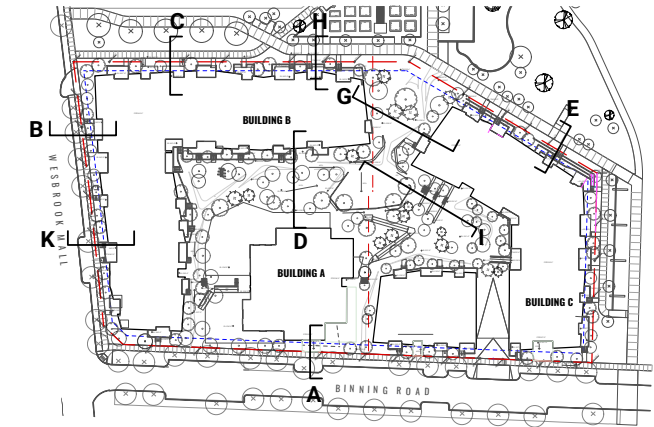 C
H
G
BUILDING B
E
B
WESBROOK MALL
K
D
I
BUILDING A
BUILDING C
A
BINNING ROAD